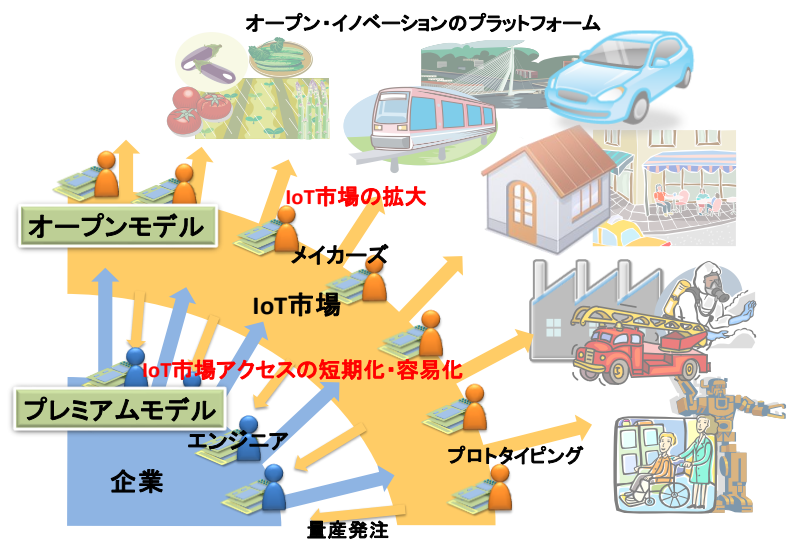 オープン・イノベーションのプラットフォーム
IoT市場の拡大
オープンモデル
メイカーズ
IoT市場
IoT市場アクセスの短期化・容易化
プレミアムモデル
エンジニア
プロトタイピング
企業
量産発注